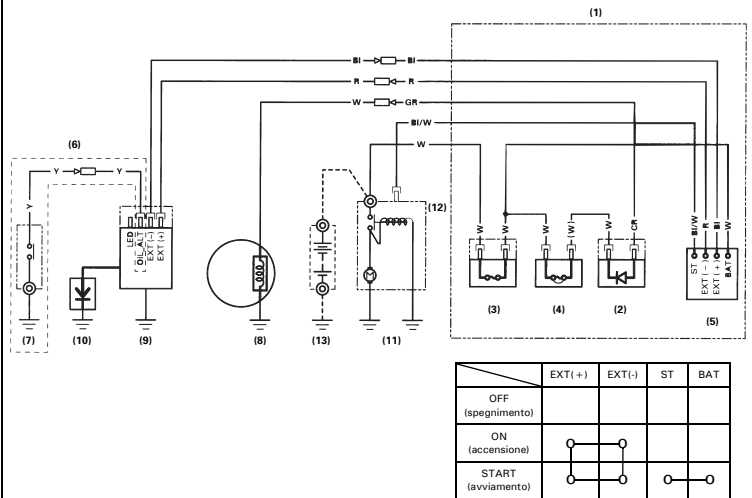 (1)
Bl Bl
R R
W GR
Bl/W
W
(6)
Y Y
Y
LED
OIL AL
EXT (−)
EXT (+)
(12)
M
W
W
W
(W)
W
GR
Bl/W
R
Bl
W
ST
EXT (−)
EXT (+)
BAT
(3)
(4)
(2)
(5)
(7)
(10)
(9)
(8)
(13)
(11)
EXT(+) EXT(-) ST BAT
OFF
(spegnimento)
ON
(accensione)
START
(avviamento)